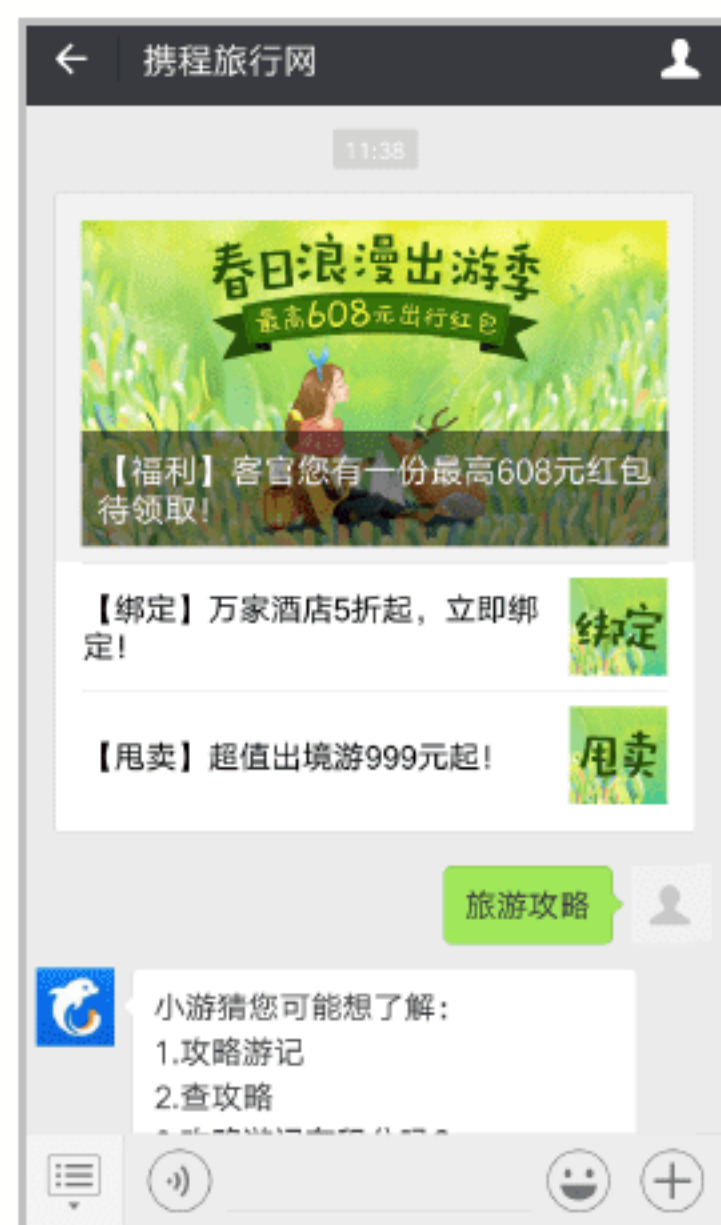 携程旅行网
11:38
春日浪漫出游季
最高608元出行红包
【福利】客官您有一份最高608元红包
待领取!
【绑定】万家酒店5折起，立即绑
定!
绑定
【甩卖】超值出境游999元起!
甩卖
旅游攻略
小游猜您可能想了解：
1.攻略游记
2.查攻略